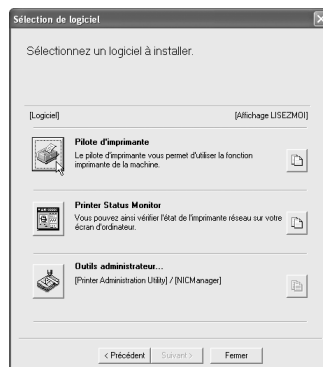 Sélection de logiciel
Sélectionnez un logiciel à installer.
[Logiciel] [Affichage LISEZMOI]
Pilote d'imprimante
Le pilote d'imprimante vous permet d'utiliser la fonction
imprimante de la machine.
Printer Status Monitor
Vous pouvez ainsi vérifier l'état de l'imprimante réseau sur votre
écran d'ordinateur.
Outils administrateur...
[Printer Administration Utility] / [NICManager]
< Précédent Suivant > Fermer